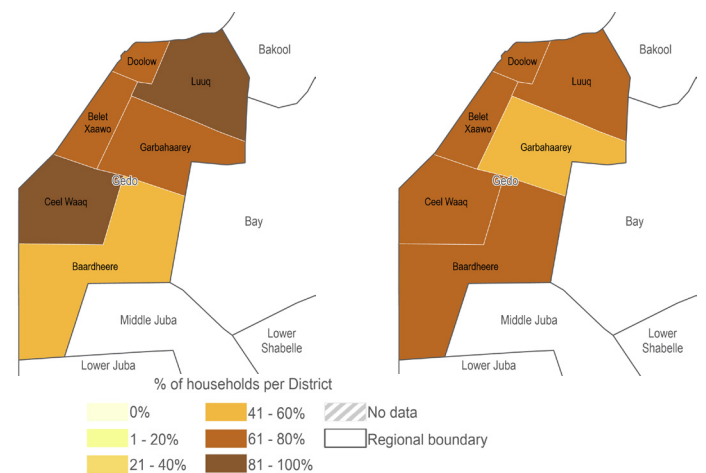 Bakool
Doolow
Luuq
Belet
Xaawo
Garbahaarey
Gedo
Ceel Waaq
Bay
Baardheere
Middle Juba
Lower
Shabelle
Lower Juba
Bakool
Doolow
Luuq
Belet
Xaawo
Garbahaarey
Gedo
Ceel Waaq
Bay
Baardheere
Middle Juba
Lower
Shabelle
Lower Juba
% of households per District
0%
1 - 20%
21 - 40%
41 - 60%
61 - 80%
81 - 100%
No data
Regional boundary